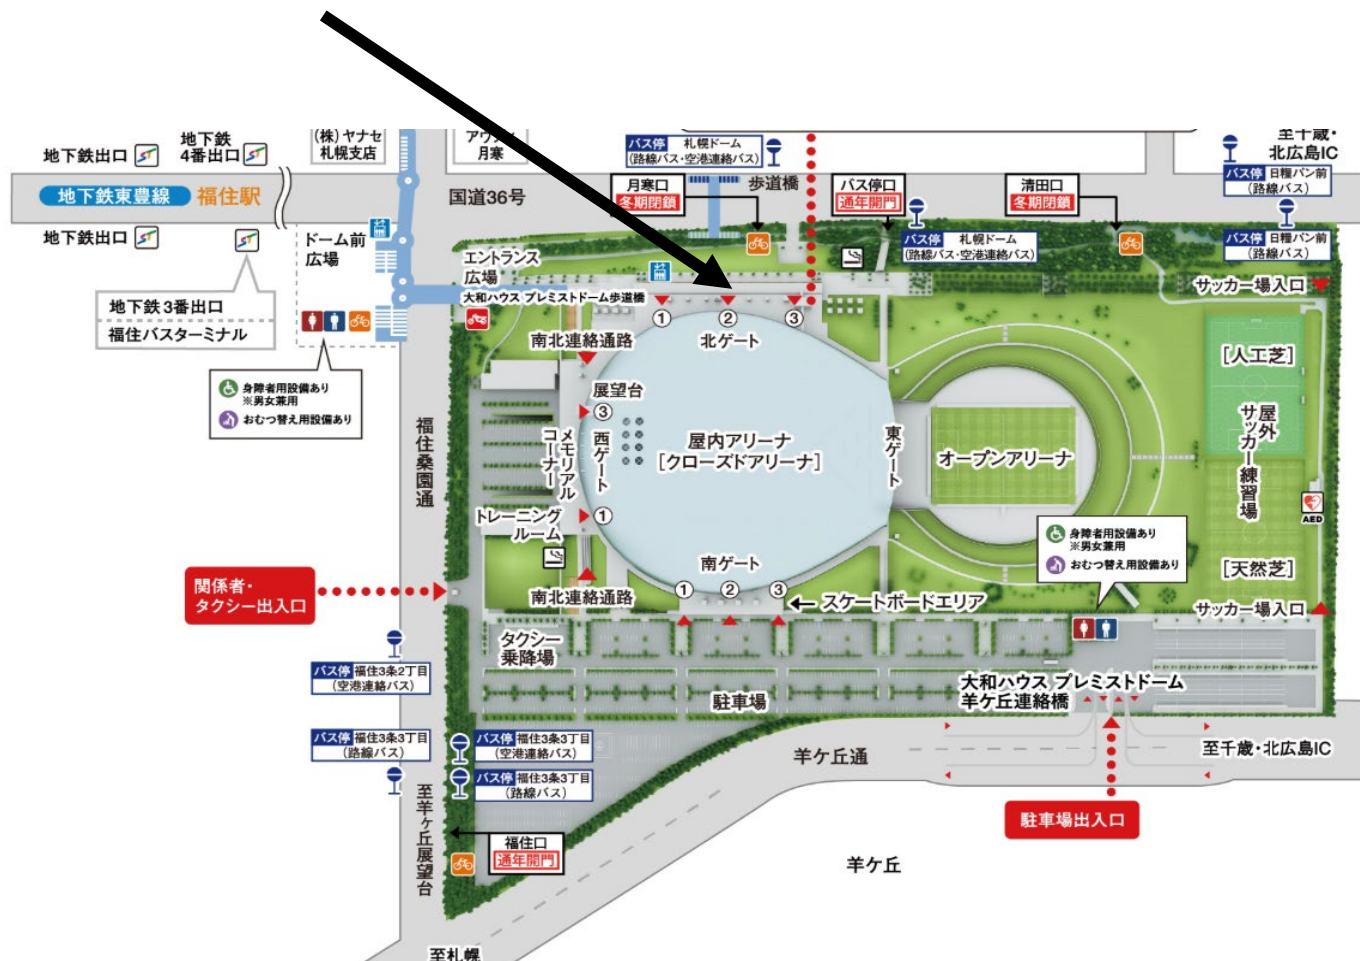 (株)ヤナセ
札幌支店
月寒
地下鉄出口
地下鉄
4番出口
バス停 札幌ドーム
(路線バス・空港連絡バス)
至千歳・
北広島IC
バス停 日糧パン前
(路線バス)
地下鉄東豊線 福住駅
国道36号
歩道橋
月寒口
冬期閉鎖
バス停口
通年開門
清田口
冬期閉鎖
地下鉄出口
ドーム前
広場
エントランス
広場
バス停 札幌ドーム
(路線バス・空港連絡バス)
バス停 日糧パン前
(路線バス)
地下鉄3番出口
福住バスターミナル
大和ハウス プレミストドーム歩道橋
サッカー場入口
① ② ③
北ゲート
南北連絡通路
身障者用設備あり
※男女兼用
おむつ替え用設備あり
展望台
③
西ゲート
メモリアル
コーナー
①
トレーニング
ルーム
屋内アリーナ
[クローズドアリーナ]
東ゲート
オープンアリーナ
[人工芝]
屋外
サッカー練習場
[天然芝]
AED
福住桑園通
身障者用設備あり
※男女兼用
おむつ替え用設備あり
南ゲート
① ② ③
関係者・
タクシー出入口
南北連絡通路
スケートボードエリア
サッカー場入口
タクシー
乗降場
バス停 福住3条2丁目
(空港連絡バス)
駐車場
大和ハウス プレミストドーム
羊ケ丘連絡橋
バス停 福住3条3丁目
(路線バス)
バス停 福住3条3丁目
(空港連絡バス)
バス停 福住3条3丁目
(路線バス)
羊ケ丘通
至千歳・北広島IC
至羊ケ丘展望台
駐車場出入口
福住口
通年開門
羊ケ丘
至札幌